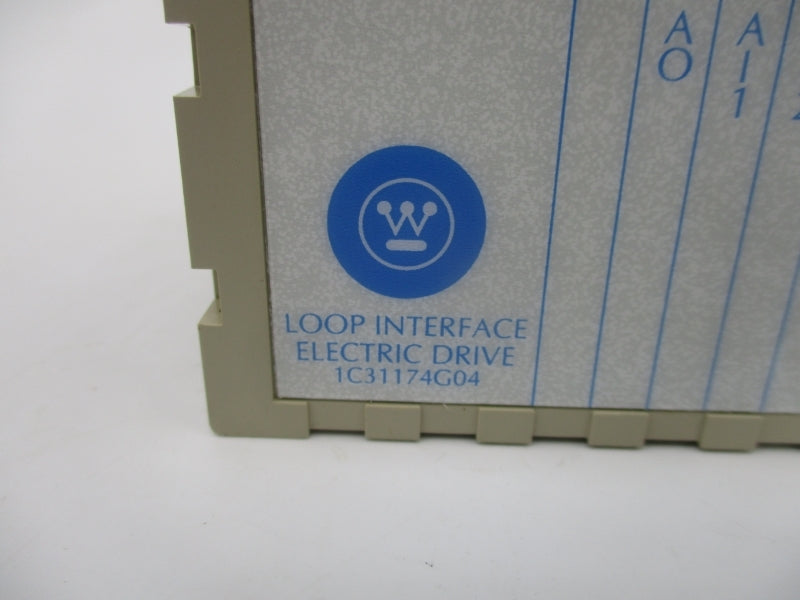 AO
AI1
W
LOOP INTERFACE
ELECTRIC DRIVE
1C31174G04